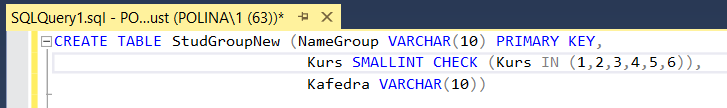 SQLQuery1.sql - PO...ust (POLINA\1 (63))*
CREATE TABLE StudGroupNew (NameGroup VARCHAR(10) PRIMARY KEY,
Kurs SMALLINT CHECK (Kurs IN (1,2,3,4,5,6)),
Kafedra VARCHAR(10))